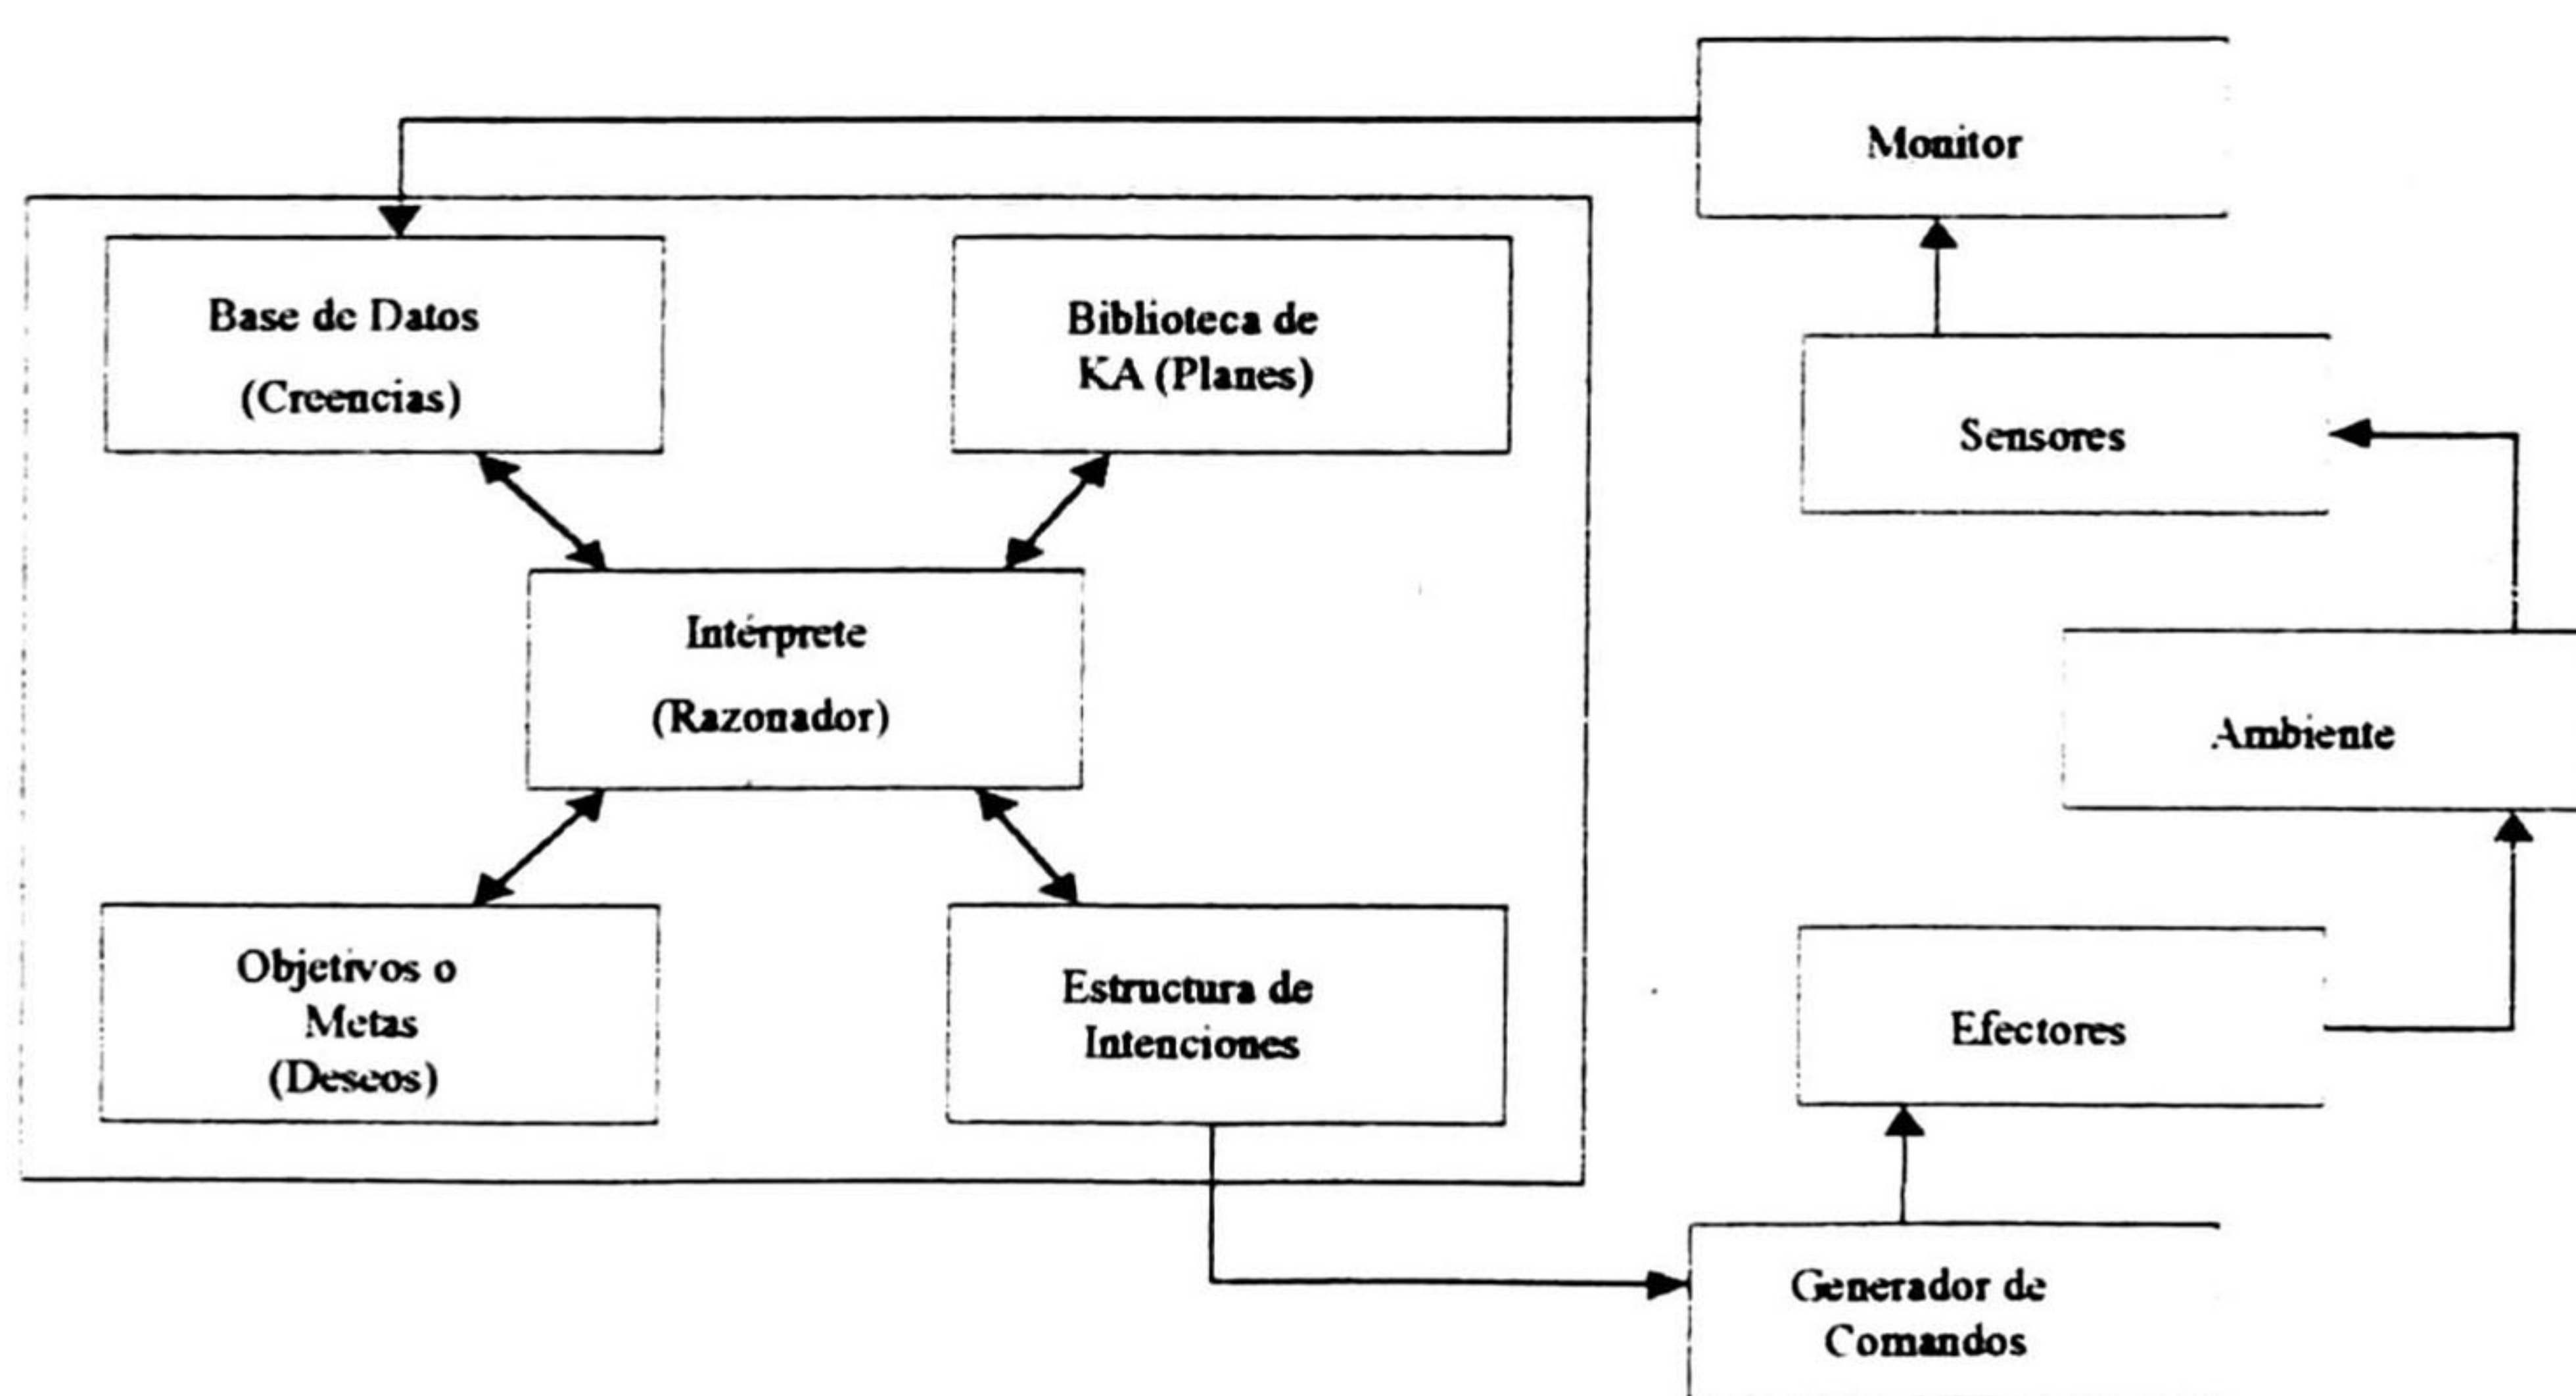 Monitor
Base de Datos
(Creencias)
Biblioteca de
KA (Planes)
Sensores
Intérprete
(Razonador)
Ambiente
Objetivos o
Metas
(Deseos)
Estructura de
Intenciones
Efectores
Generador de
Comandos